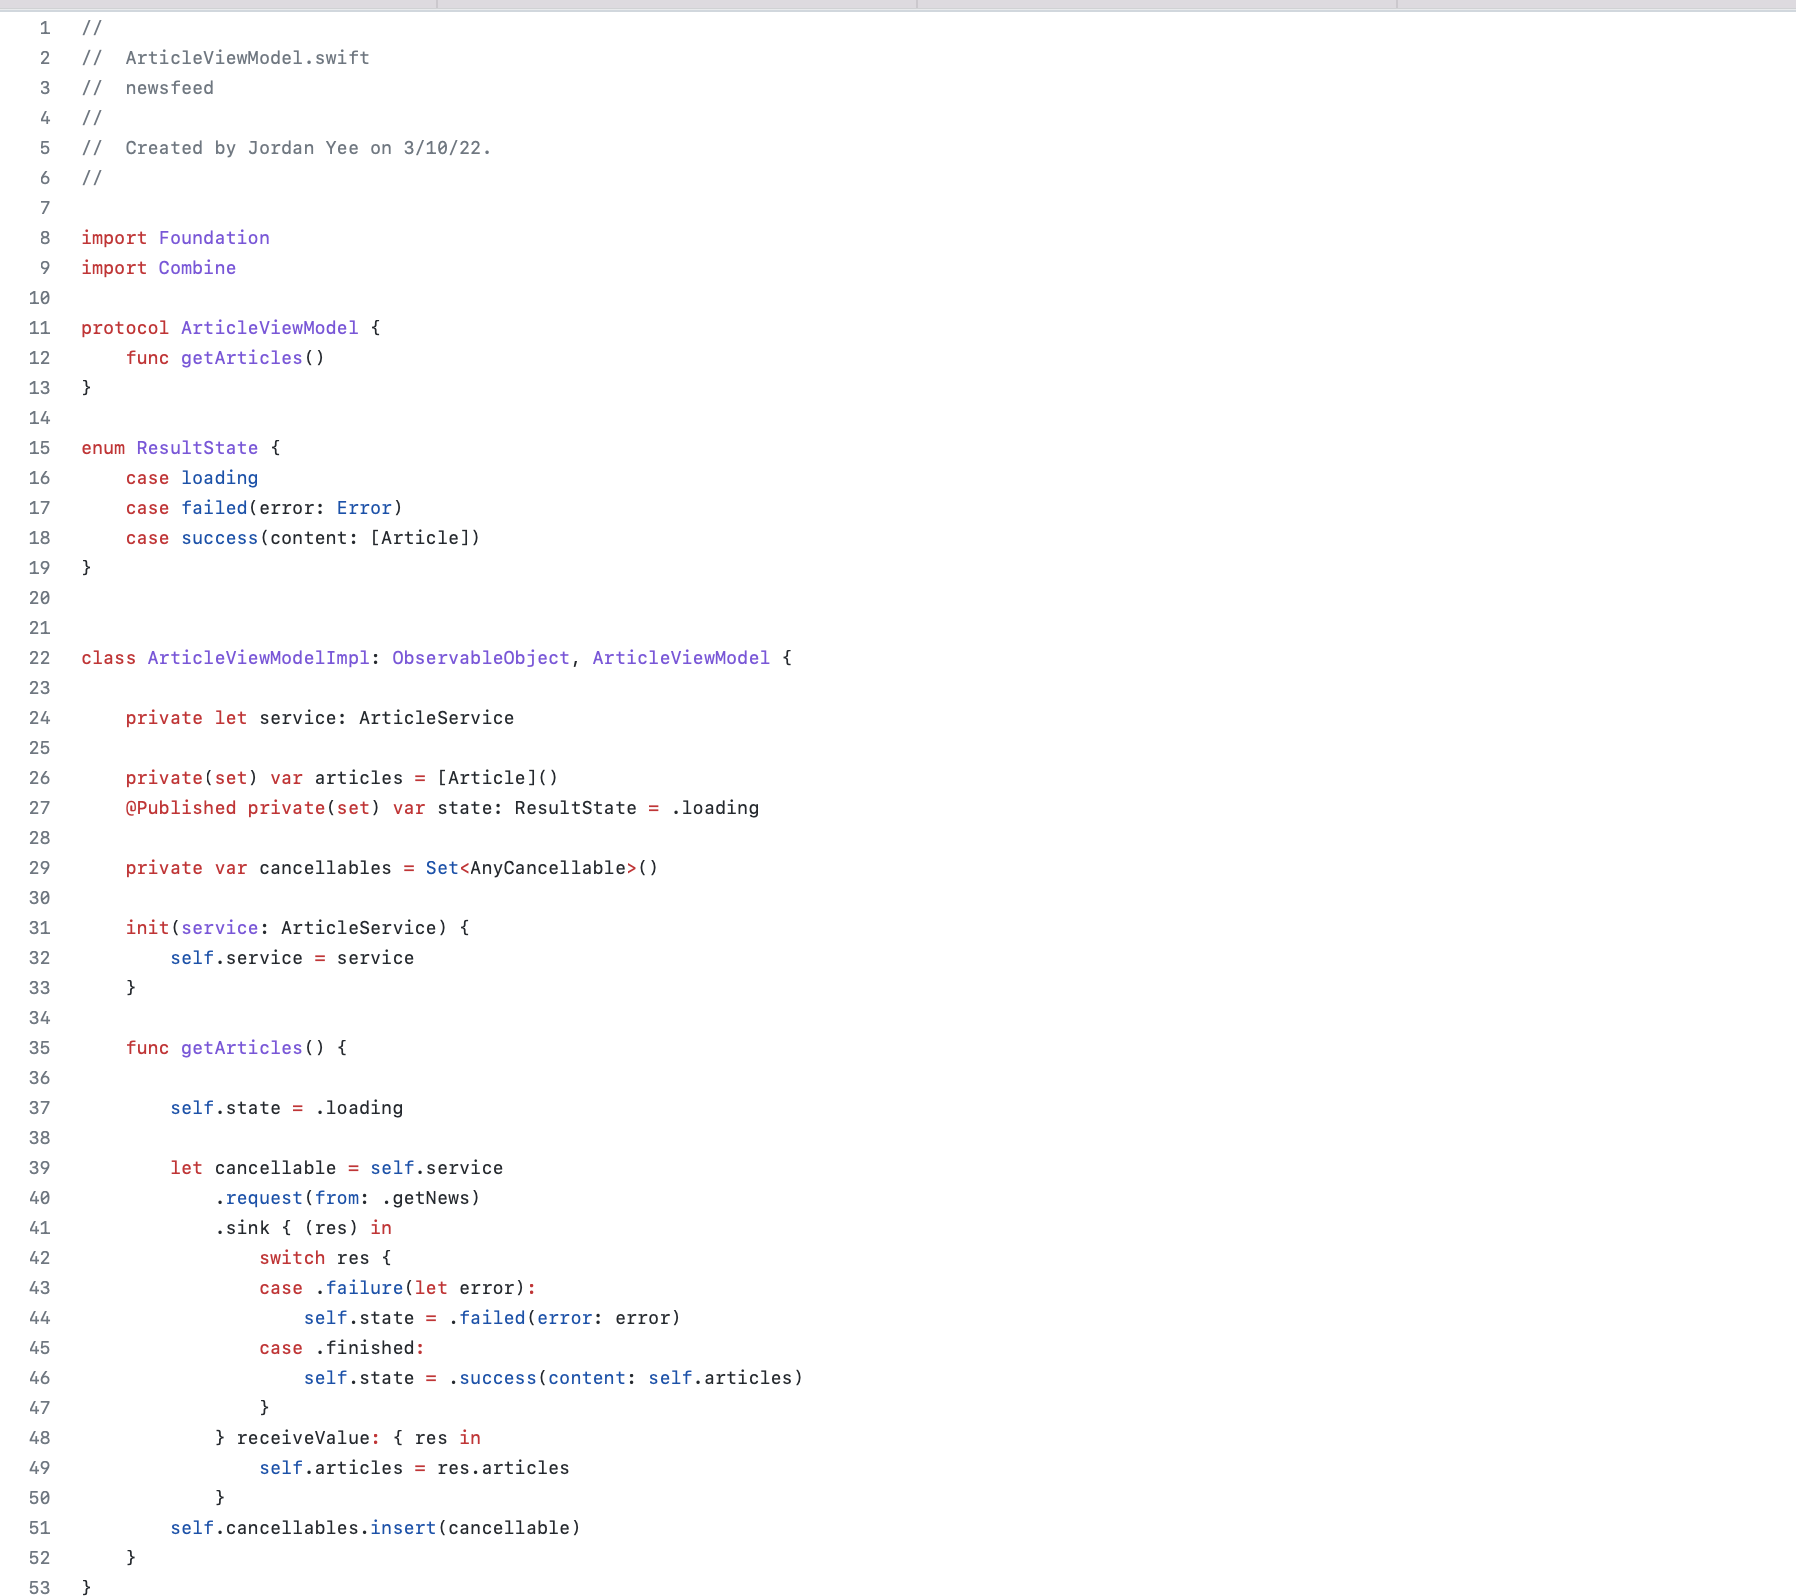 1 //
2 //  ArticleViewModel.swift
3 //  newsfeed
4 //
5 //  Created by Jordan Yee on 3/10/22.
6 //
7
8 import Foundation
9 import Combine
10
11 protocol ArticleViewModel {
12     func getArticles()
13 }
14
15 enum ResultState {
16     case loading
17     case failed(error: Error)
18     case success(content: [Article])
19 }
20
21
22 class ArticleViewModelImpl: ObservableObject, ArticleViewModel {
23
24     private let service: ArticleService
25
26     private(set) var articles = [Article]()
27     @Published private(set) var state: ResultState = .loading
28
29     private var cancellables = Set<AnyCancellable>()
30
31     init(service: ArticleService) {
32         self.service = service
33     }
34
35     func getArticles() {
36
37         self.state = .loading
38
39         let cancellable = self.service
40             .request(from: .getNews)
41             .sink { (res) in
42                 switch res {
43                 case .failure(let error):
44                     self.state = .failed(error: error)
45                 case .finished:
46                     self.state = .success(content: self.articles)
47                 }
48             } receiveValue: { res in
49                 self.articles = res.articles
50             }
51         self.cancellables.insert(cancellable)
52     }
53 }